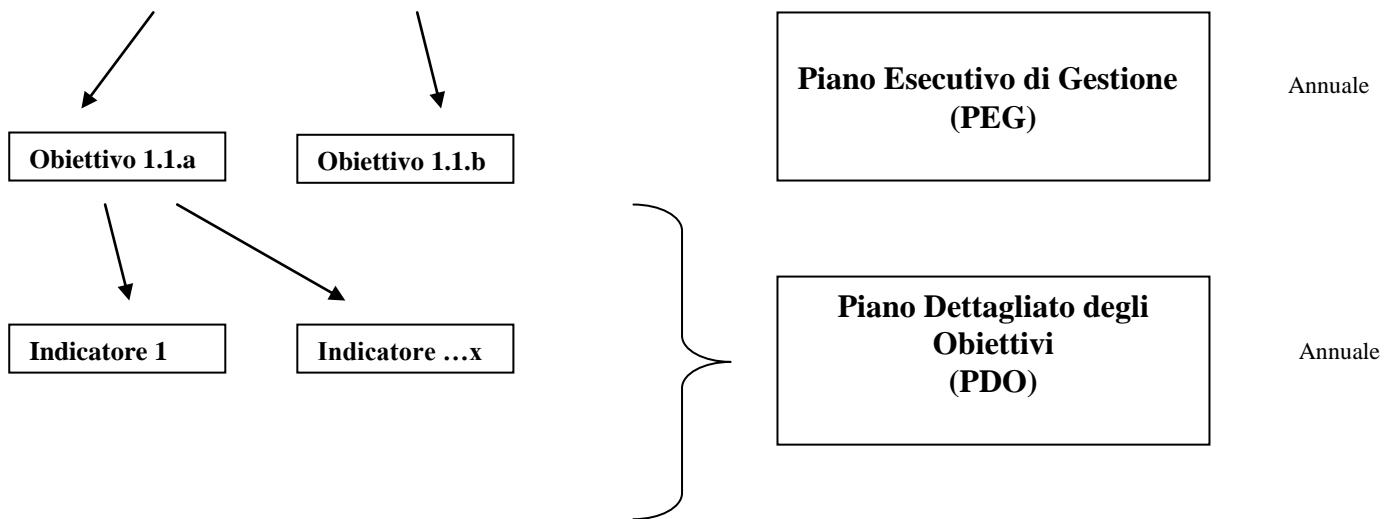 Piano Esecutivo di Gestione
(PEG)
Annuale
Obiettivo 1.1.a
Obiettivo 1.1.b
Piano Dettagliato degli
Obiettivi
(PDO)
Annuale
Indicatore 1
Indicatore …x